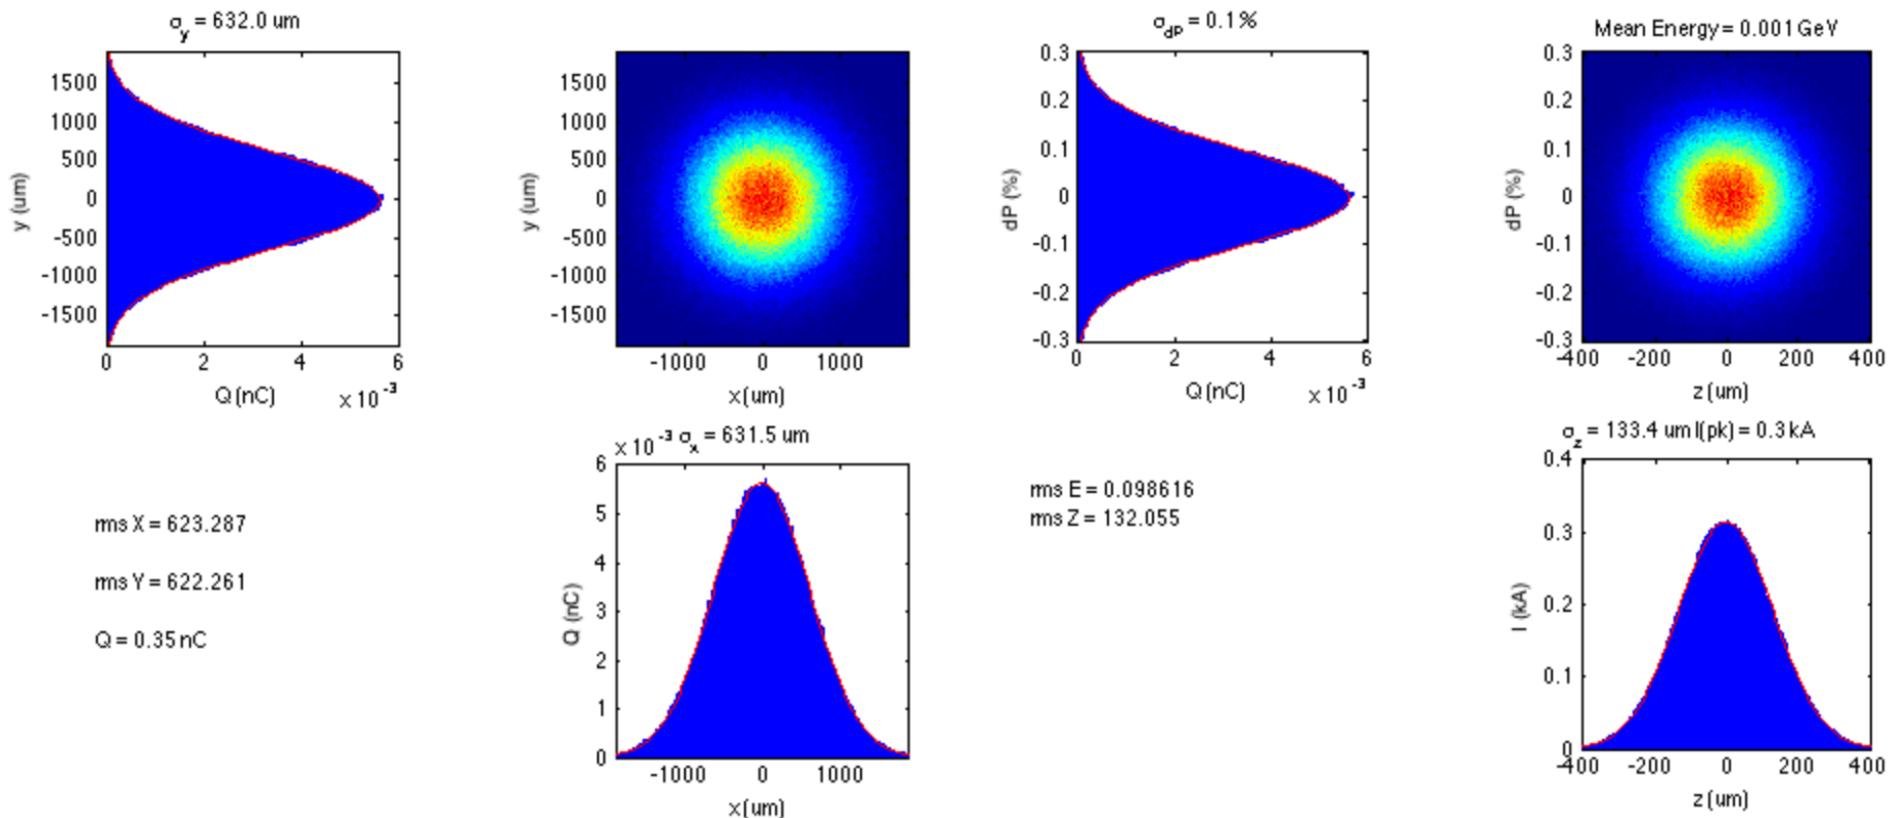 σy = 632.0 um
1500
1000
500
0
-500
-1000
-1500
y (um)
0 2 4 6
Q (nC) x 10 -3
1500
1000
500
0
-500
-1000
-1500
y (um)
-1000 0 1000
x (um)
σdP = 0.1%
0.3
0.2
0.1
0
-0.1
-0.2
-0.3
dP (%)
0 2 4 6
Q (nC) x 10 -3
Mean Energy = 0.001 GeV
0.3
0.2
0.1
0
-0.1
-0.2
-0.3
dP (%)
-400 -200 0 200 400
z (um)
rms X = 623.287
rms Y = 622.261
Q = 0.35 nC
x 10 -3 σx = 631.5 um
6
5
4
3
2
1
0
Q (nC)
-1000 0 1000
x (um)
rms E = 0.098616
rms Z = 132.055
σz = 133.4 um I(pk) = 0.3 kA
0.4
0.3
0.2
0.1
0
I (kA)
-400 -200 0 200 400
z (um)